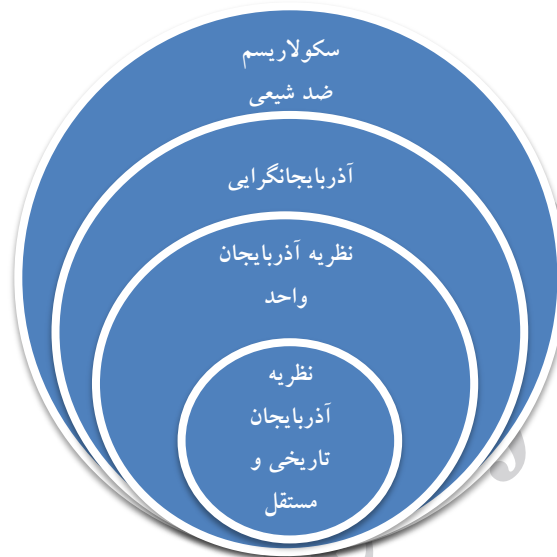 سکولاریسم
ضد شیعی
آذربایجانگرایی
نظریه آذربایجان
واحد
نظریه
آذربایجان
تاریخی و
مستقل